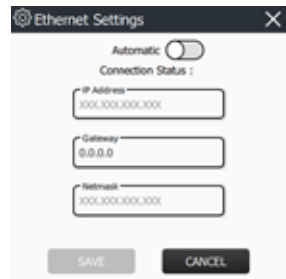 Ethernet Settings
Automatic
Connection Status :
IP Address
XXX.XXX.XXX.XXX
Gateway
0.0.0.0
Netmask
XXX.XXX.XXX.XXX
SAVE CANCEL